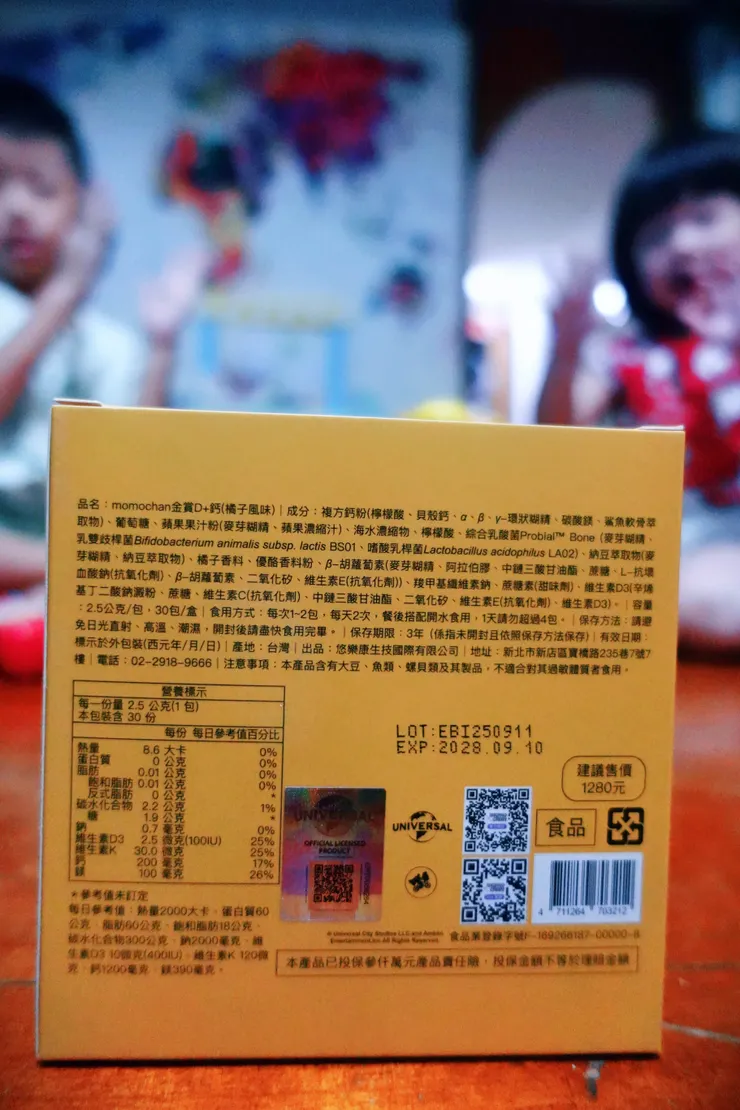 品名：momochan金賞D+鈣(橘子風味)｜成分：複方鈣粉(檸檬酸、貝殼鈣、α、β、γ-環狀糊精、碳酸鎂、鯊魚軟骨萃
取物)、葡萄糖、蘋果果汁粉(麥芽糊精、蘋果濃縮汁)、海水濃縮物、檸檬酸、綜合乳酸菌Probial™ Bone (麥芽糊精、
乳雙歧桿菌Bifidobacterium animalis subsp. lactis BS01、嗜酸乳桿菌Lactobacillus acidophilus LA02)、納豆萃取物(麥
芽糊精、納豆萃取物)、橘子香料、優酪香料、β-胡蘿蔔素(麥芽糊精、阿拉伯膠、中鏈三酸甘油酯、蔗糖、L-抗壞
血酸鈉(抗氧化劑)、β-胡蘿蔔素、二氧化矽、維生素E(抗氧化劑))、羧甲基纖維素鈉、蔗糖素(甜味劑)、維生素D3(辛烯
基丁二酸鈉澱粉、蔗糖、維生素C(抗氧化劑)、中鏈三酸甘油酯、二氧化矽、維生素E(抗氧化劑)、維生素D3)。｜容量
：2.5公克/包，30包/盒｜食用方式：每次1~2包，每天2次，餐後搭配開水食用，1天請勿超過4包。｜保存方法：請避
免日光直射、高溫、潮濕，開封後請盡快食用完畢。｜保存期限：3年（係指未開封且依照保存方法保存)｜有效日期：
標示於外包裝(西元年/月/日)｜產地：台灣｜出品：悠樂康生技國際有限公司｜地址：新北市新店區寶橋路235巷7號7
樓｜電話：02-2918-9666｜注意事項：本產品含有大豆、魚類、螺貝類及其製品，不適合對其過敏體質者食用。
營養標示
每一份量 2.5 公克(1 包)
本包裝含 30 份
每份 每日參考值百分比
熱量 8.6 大卡 0%
蛋白質 0 公克 0%
脂肪 0.01 公克 0%
飽和脂肪 0.01 公克 0%
反式脂肪 0 公克 *
碳水化合物 2.2 公克 1%
糖 1.9 公克 *
鈉 0.7 毫克 0%
維生素D3 2.5 微克(100IU) 25%
維生素K 30.0 微克 25%
鈣 200 毫克 17%
鎂 100 毫克 26%
＊參考值未訂定
每日參考值：熱量2000大卡、蛋白質60
公克、脂肪60公克、飽和脂肪18公克、
碳水化合物300公克、鈉2000毫克、維
生素D3 10微克(400IU)、維生素K 120微
克、鈣1200毫克、鎂390毫克。
LOT:EBI250911
EXP:2028.09.10
建議售價
1280元
UNIVERSAL
OFFICIAL LICENSED
PRODUCT
UNIVERSAL
食品
4 711264 703212
© Universal City Studios LLC and Amblin
Entertainment,Inc.All Rights Reserved.
食品業登錄字號F-169266187-00000-8
本產品已投保參仟萬元產品責任險，投保金額不等於理賠金額